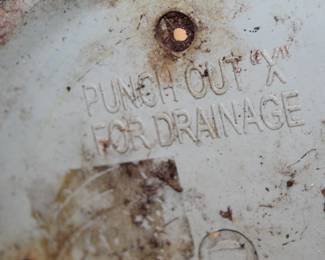 PUNCH OUT "X"
FOR DRAINAGE